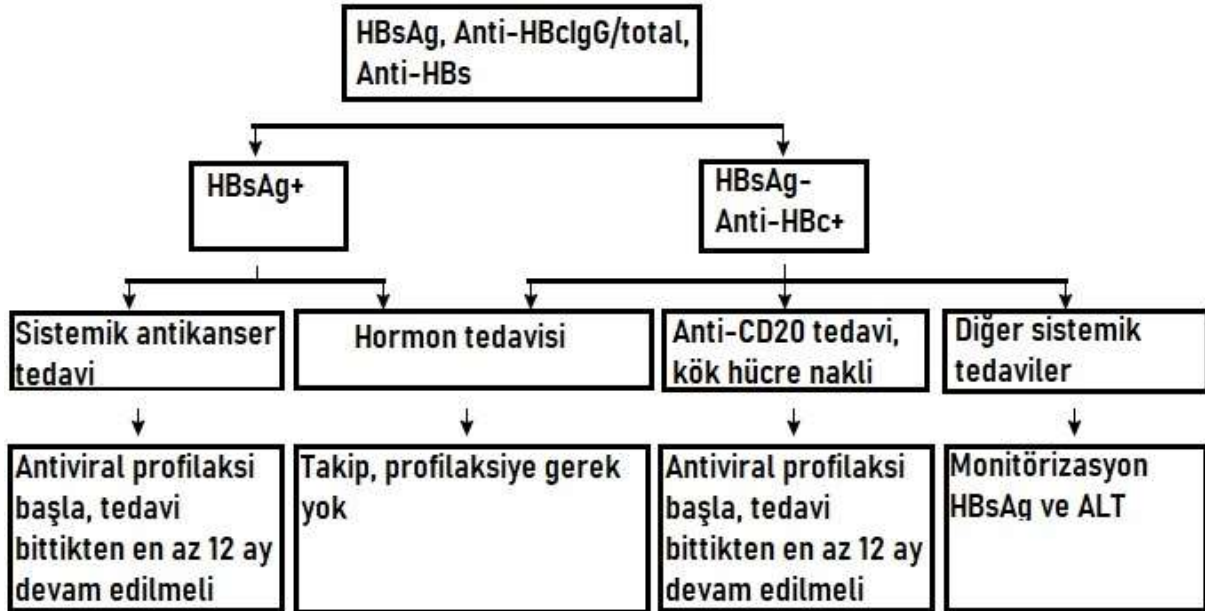 HBsAg, Anti-HBcIgG/total,
Anti-HBs
HBsAg+
HBsAg-
Anti-HBc+
Sistemik antikanser
tedavi
Hormon tedavisi
Anti-CD20 tedavi,
kök hücre nakli
Diğer sistemik
tedaviler
Antiviral profilaksi
başla, tedavi
bittikten en az 12 ay
devam edilmeli
Takip, profilaksiye gerek
yok
Antiviral profilaksi
başla, tedavi
bittikten en az 12 ay
devam edilmeli
Monitörizasyon
HBsAg ve ALT